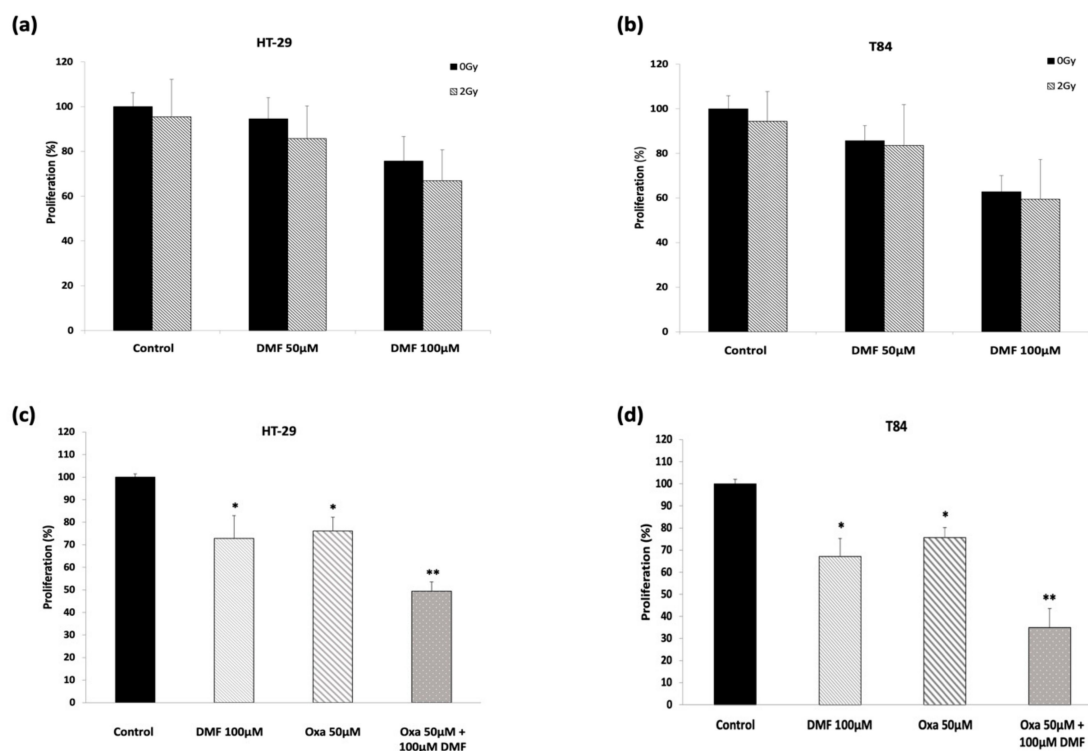 (a)
HT-29
0Gy
2Gy
Proliferation (%)
120
100
80
60
40
20
0
Control
DMF 50μM
DMF 100μM
(b)
T84
0Gy
2Gy
Proliferation (%)
120
100
80
60
40
20
0
Control
DMF 50μM
DMF 100μM
(c)
HT-29
Proliferation (%)
120
110
100
90
80
70
60
50
40
30
20
10
0
*
*
**
Control
DMF 100μM
Oxa 50μM
Oxa 50μM +
100μM DMF
(d)
T84
Proliferation (%)
120
110
100
90
80
70
60
50
40
30
20
10
0
*
*
**
Control
DMF 100μM
Oxa 50μM
Oxa 50μM +
100μM DMF